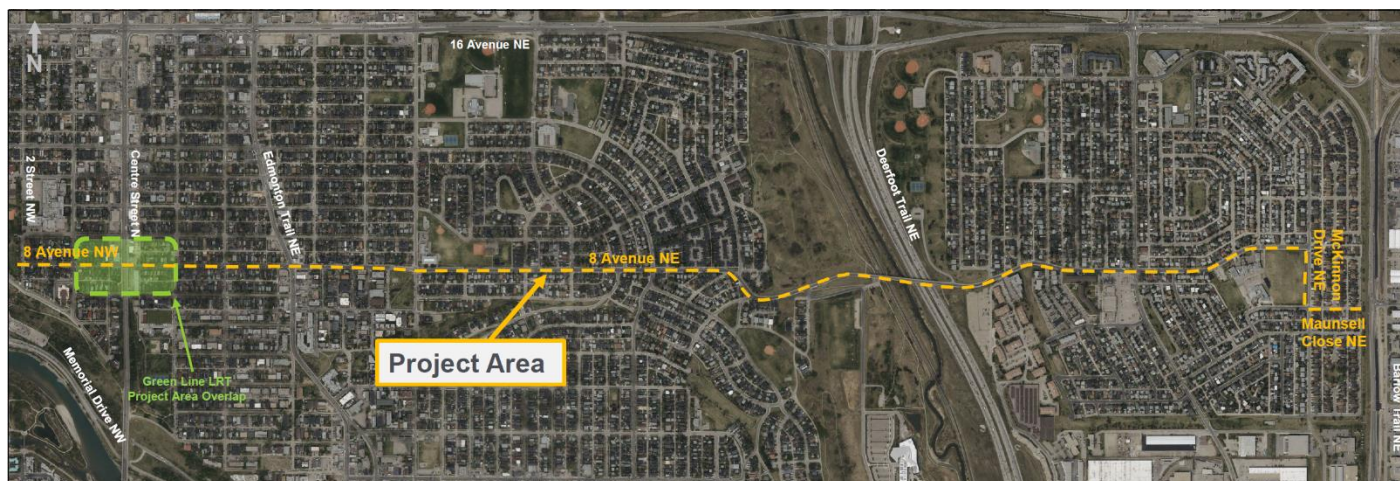 N
16 Avenue NE
2 Street NW
Centre Street N
Edmonton Trail NE
Deerfoot Trail NE
8 Avenue NW
8 Avenue NE
McKinnon
Drive NE
Maunsell
Close NE
Project Area
Green Line LRT
Project Area Overlap
Memorial Drive NW
Barlow Trail NE